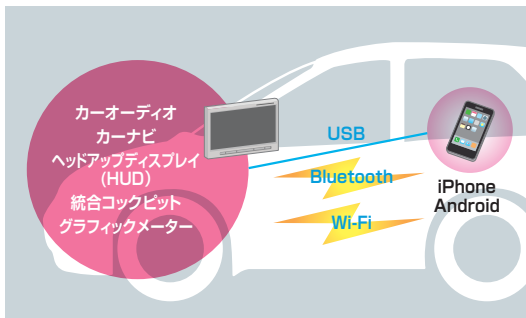 カーオーディオ
カーナビ
ヘッドアップディスプレイ
(HUD)
統合コックピット
グラフィックメーター
USB
Bluetooth
Wi-Fi
iPhone
Android